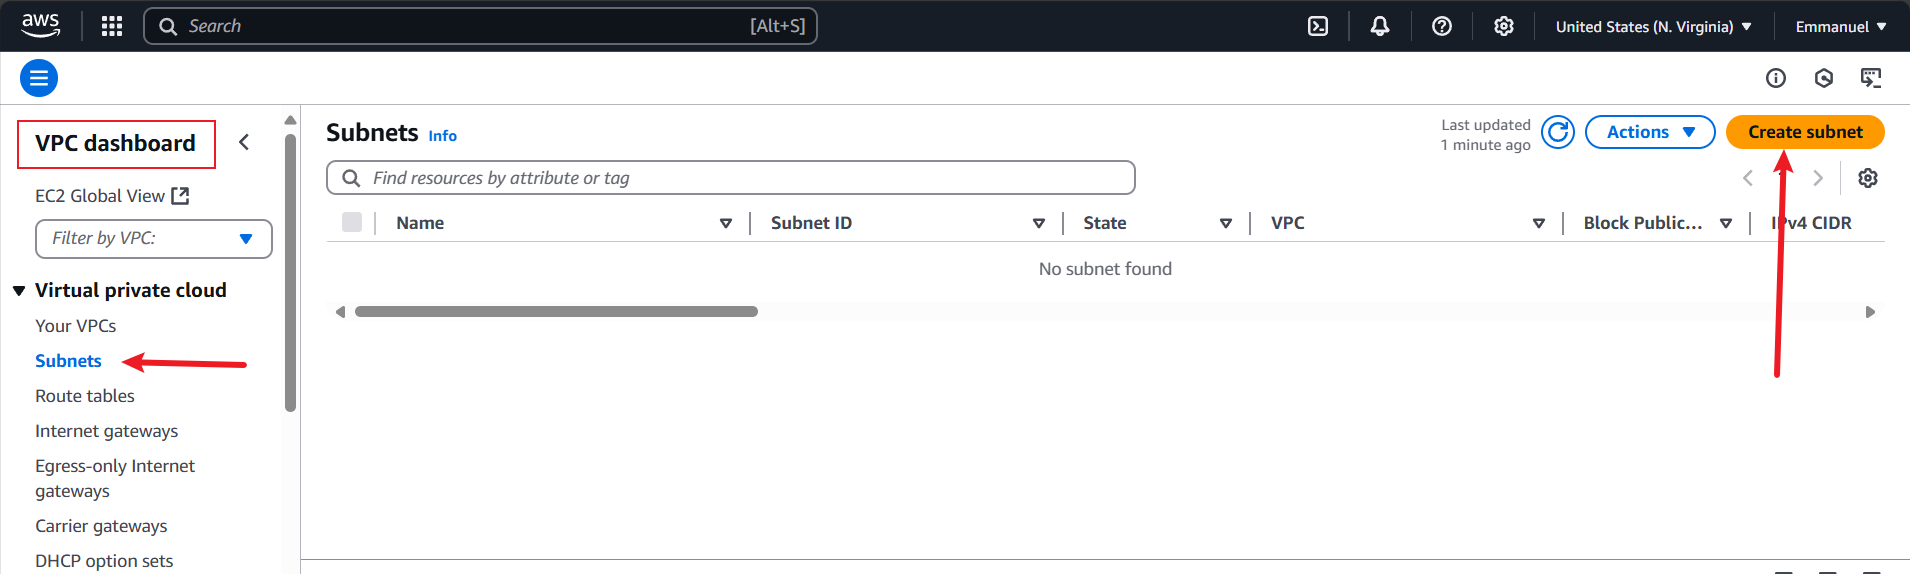 aws
Search [Alt+S]
United States (N. Virginia)
Emmanuel
VPC dashboard
EC2 Global View
Filter by VPC:
Virtual private cloud
Your VPCs
Subnets
Route tables
Internet gateways
Egress-only Internet
gateways
Carrier gateways
DHCP option sets
Subnets Info
Last updated
1 minute ago
Actions
Create subnet
Find resources by attribute or tag
Name Subnet ID State VPC Block Public... IPv4 CIDR
No subnet found